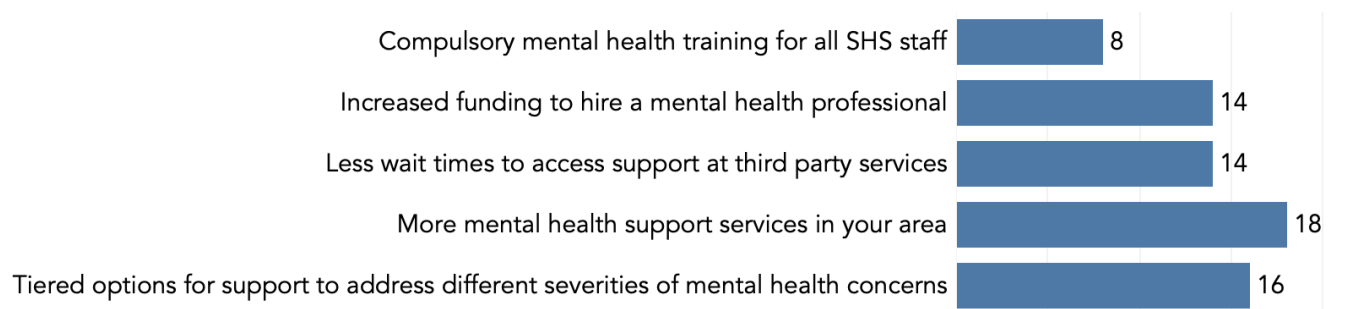 Compulsory mental health training for all SHS staff 8
Increased funding to hire a mental health professional 14
Less wait times to access support at third party services 14
More mental health support services in your area 18
Tiered options for support to address different severities of mental health concerns 16